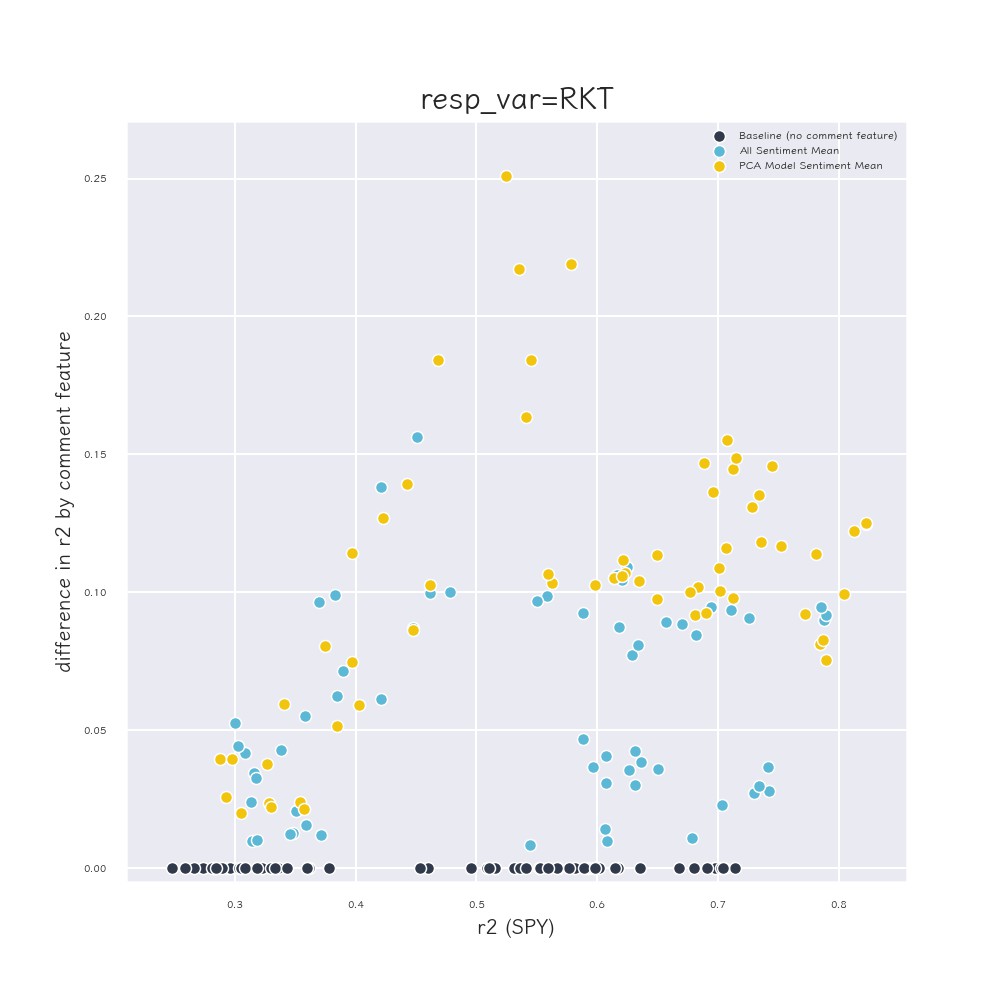 resp_var=RKT
Baseline (no comment feature)
All Sentiment Mean
PCA Model Sentiment Mean
difference in r2 by comment feature
0.25
0.20
0.15
0.10
0.05
0.00
0.3 0.4 0.5 0.6 0.7 0.8
r2 (SPY)